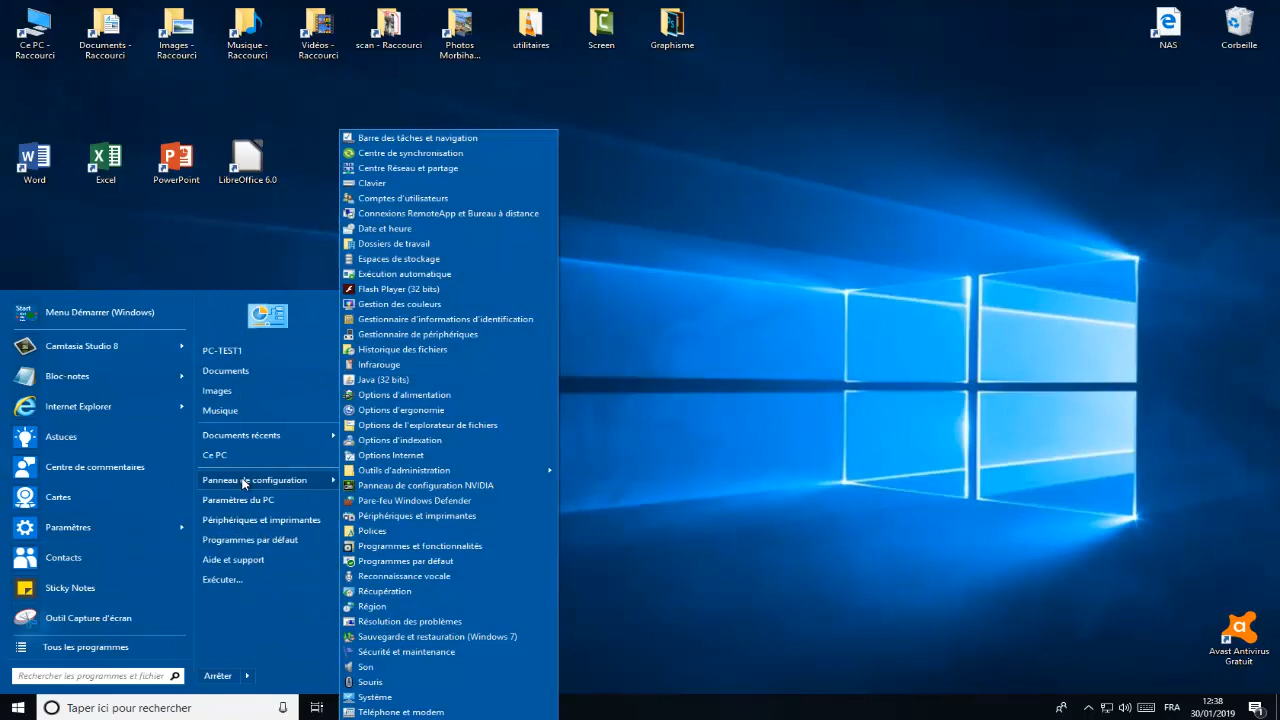 Ce PC -
Raccourci
Documents -
Raccourci
Images -
Raccourci
Musique -
Raccourci
Vidéos -
Raccourci
scan - Raccourci
Photos
Morbiha...
utilitaires
Screen
Graphisme
NAS
Corbeille
Word
Excel
PowerPoint
LibreOffice 6.0
Start
Menu Démarrer (Windows)
Camtasia Studio 8
Bloc-notes
Internet Explorer
Astuces
Centre de commentaires
Cartes
Paramètres
Contacts
Sticky Notes
Outil Capture d'écran
Tous les programmes
Rechercher les programmes et fichier
PC-TEST1
Documents
Images
Musique
Documents récents
Ce PC
Panneau de configuration
Paramètres du PC
Périphériques et imprimantes
Programmes par défaut
Aide et support
Exécuter...
Arrêter
Barre des tâches et navigation
Centre de synchronisation
Centre Réseau et partage
Clavier
Comptes d'utilisateurs
Connexions RemoteApp et Bureau à distance
Date et heure
Dossiers de travail
Espaces de stockage
Exécution automatique
Flash Player (32 bits)
Gestion des couleurs
Gestionnaire d'informations d'identification
Gestionnaire de périphériques
Historique des fichiers
Infrarouge
Java (32 bits)
Options d'alimentation
Options d'ergonomie
Options de l'explorateur de fichiers
Options d'indexation
Options Internet
Outils d'administration
Panneau de configuration NVIDIA
Pare-feu Windows Defender
Périphériques et imprimantes
Polices
Programmes et fonctionnalités
Programmes par défaut
Reconnaissance vocale
Récupération
Région
Résolution des problèmes
Sauvegarde et restauration (Windows 7)
Sécurité et maintenance
Son
Souris
Système
Téléphone et modem
Avast Antivirus
Gratuit
Taper ici pour rechercher
FRA
12:38
30/01/2019